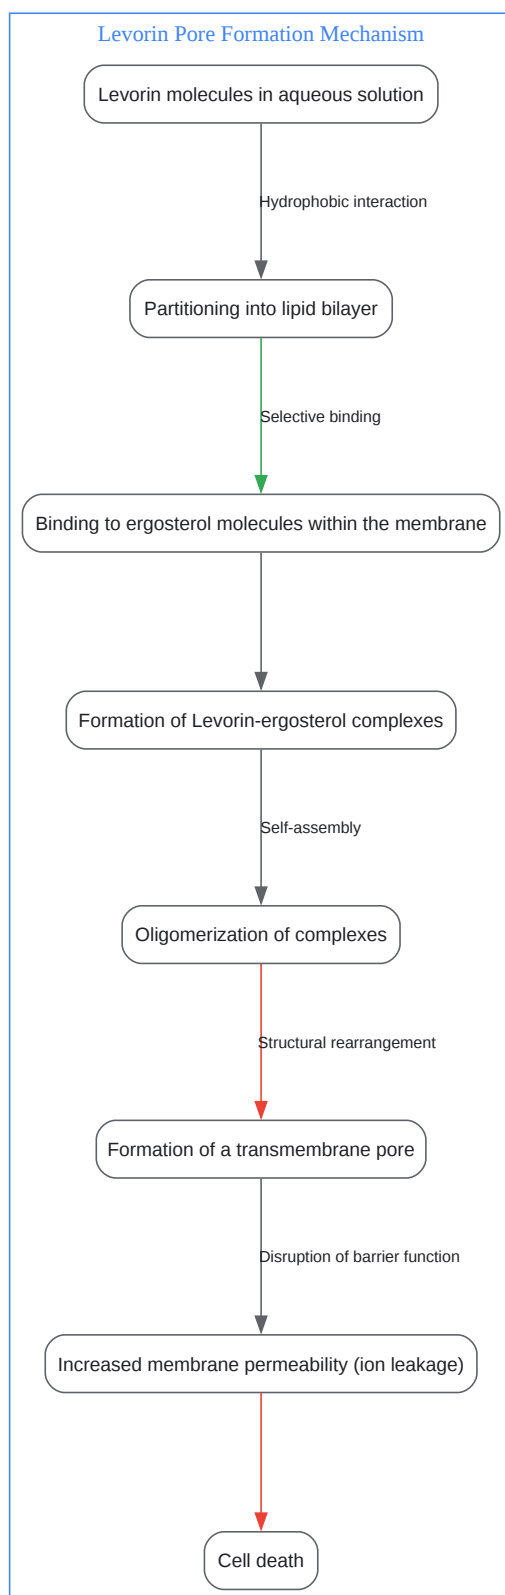 Levorin Pore Formation Mechanism
Levorin molecules in aqueous solution
Hydrophobic interaction
Partitioning into lipid bilayer
Selective binding
Binding to ergosterol molecules within the membrane
Formation of Levorin-ergosterol complexes
Self-assembly
Oligomerization of complexes
Structural rearrangement
Formation of a transmembrane pore
Disruption of barrier function
Increased membrane permeability (ion leakage)
Cell death